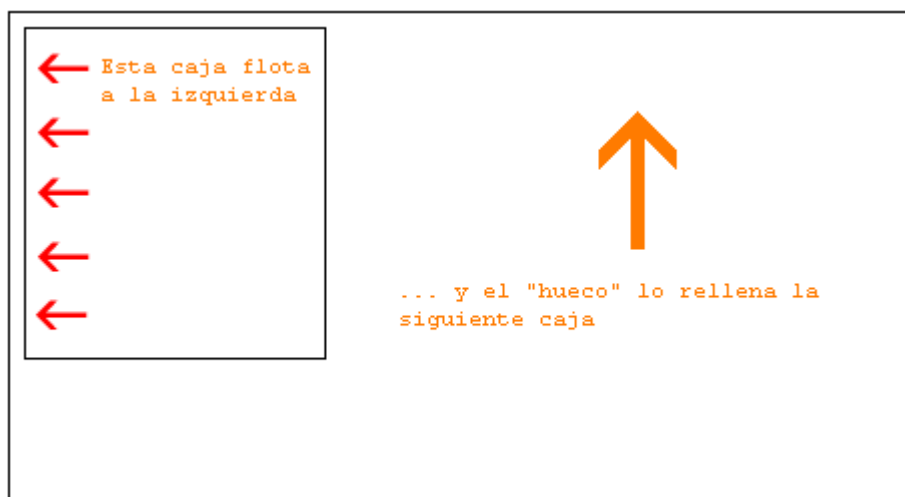 Esta caja flota
a la izquierda
... y el "hueco" lo rellena la
siguiente caja